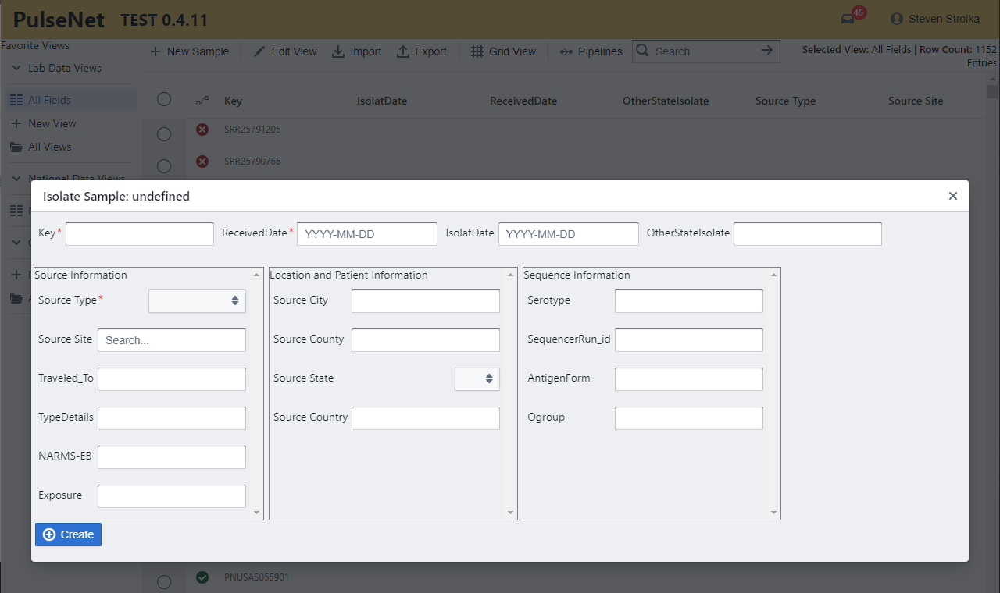 PulseNet TEST 0.4.11 45 Steven Stroika
Favorite Views
New Sample Edit View Import Export Grid View Pipelines Search Selected View: All Fields | Row Count: 1152
Entries
Lab Data Views
All Fields
New View
All Views
National Data Views
Key IsolatDate ReceivedDate OtherStateIsolate Source Type Source Site
SRR25791205
SRR25790766
Isolate Sample: undefined
Key* ReceivedDate* YYYY-MM-DD IsolatDate YYYY-MM-DD OtherStateIsolate
Source Information
Source Type*
Source Site Search...
Traveled_To
TypeDetails
NARMS-EB
Exposure
Location and Patient Information
Source City
Source County
Source State
Source Country
Sequence Information
Serotype
SequencerRun_id
AntigenForm
Ogroup
Create
PNUSAS055901